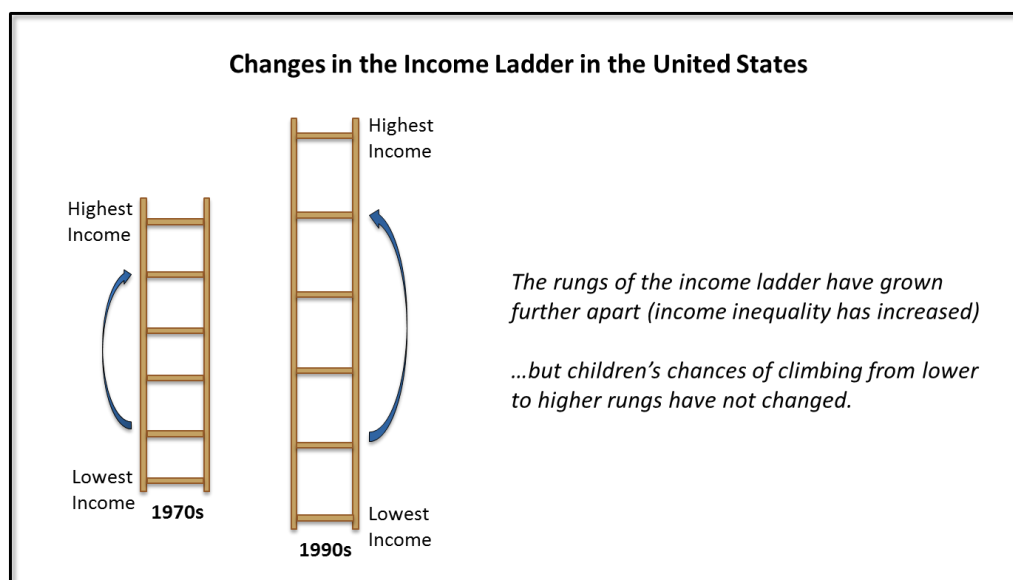 Changes in the Income Ladder in the United States
Highest
Income
Lowest
Income
1970s
Highest
Income
Lowest
Income
1990s
The rungs of the income ladder have grown
further apart (income inequality has increased)
...but children's chances of climbing from lower
to higher rungs have not changed.